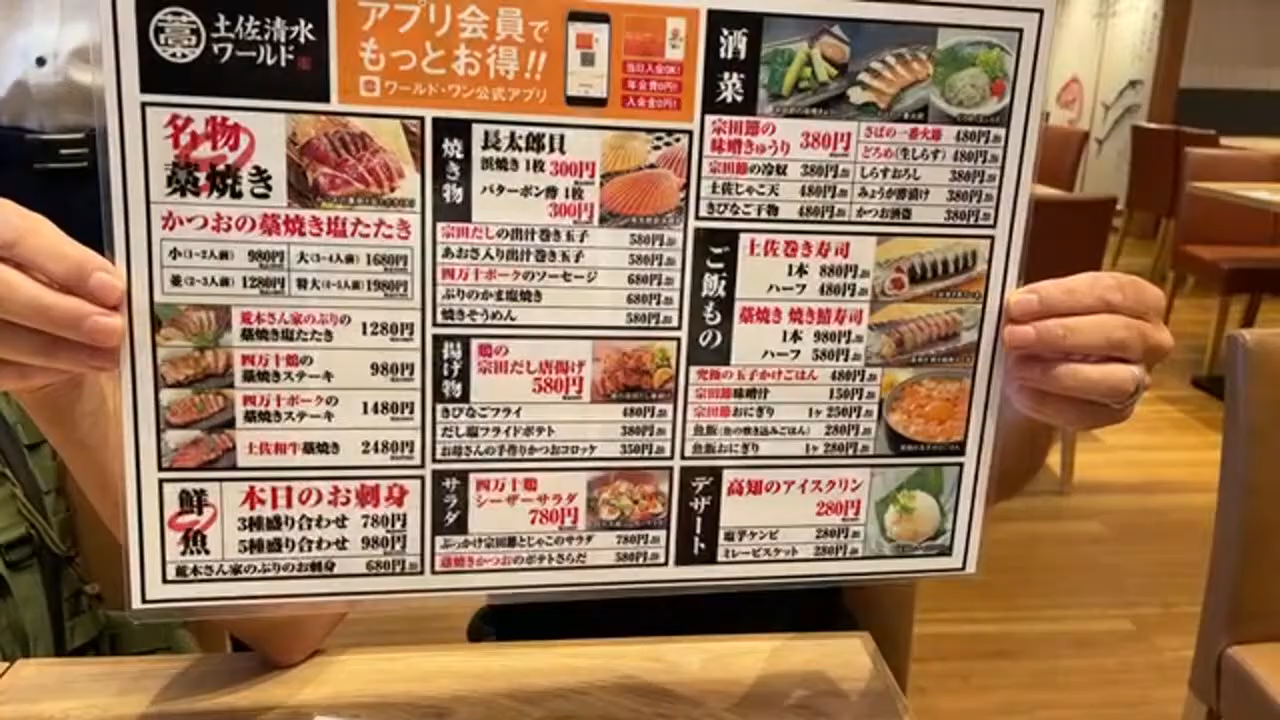 土佐清水
ワールド
アプリ会員で
もっとお得!!
ワールド・ワン公式アプリ
当日入会OK!
年会費0円!
入会金0円!
名物
藁焼き
かつおの藁焼き塩たたき
小(1~2人前) 980円
大(3~4人前) 1680円
並(2~3人前) 1280円
特大(4~5人前) 1980円
荒木さん家のぶりの
藁焼き塩たたき 1280円
四万十鶏の
藁焼きステーキ 980円
四万十ポークの
藁焼きステーキ 1480円
土佐和牛藁焼き 2480円
鮮魚
本日のお刺身
3種盛り合わせ 780円
5種盛り合わせ 980円
荒木さん家のぶりのお刺身 680円
焼き物
長太郎貝
浜焼き 1枚 300円
バターポン酢 1枚
300円
宗田だしの出汁巻き玉子 580円
あおさ入り出汁巻き玉子 580円
四万十ポークのソーセージ 680円
ぶりのかま塩焼き 680円
焼きそうめん 580円
揚げ物
鶏の
宗田だし唐揚げ
580円
きびなごフライ 480円
だし塩フライドポテト 380円
お母さんの手作りかつおコロッケ 350円
サラダ
四万十鶏
シーザーサラダ
780円
ぶっかけ宗田節とじゃこのサラダ 780円
藁焼きかつおのポテトさらだ 580円
酒菜
宗田節の
味噌きゅうり 380円
宗田節の冷奴 380円
土佐じゃこ天 480円
きびなご干物 480円
さばの一番火路 480円
どろめ(生しらす) 480円
しらすおろし 380円
みょうが酢漬け 380円
かつお酒盗 380円
ご飯もの
土佐巻き寿司
1本 880円
ハーフ 480円
藁焼き 焼き鯖寿司
1本 980円
ハーフ 580円
究極の玉子かけごはん 480円
宗田節味噌汁 150円
宗田節おにぎり 1ヶ 250円
魚飯(魚の炊き込みごはん) 280円
魚飯おにぎり 1ヶ 280円
デザート
高知のアイスクリン
280円
塩芋ケンピ 280円
ミレービスケット 280円